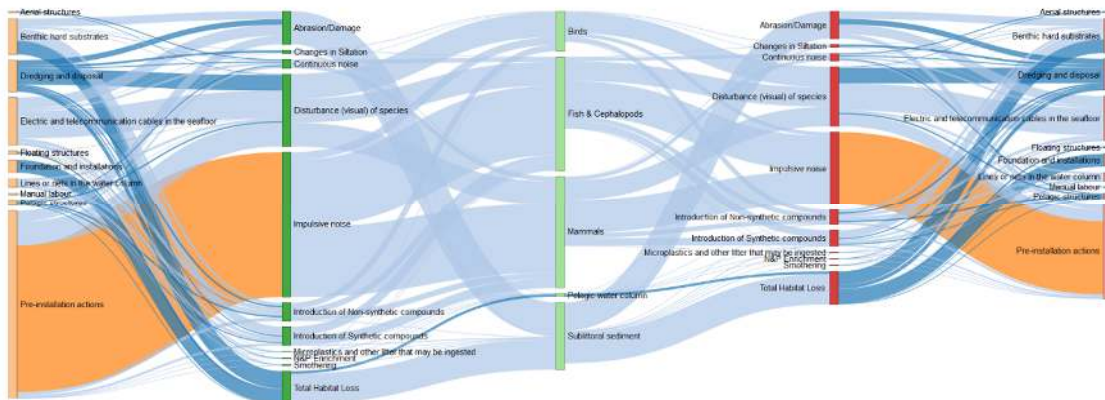 Aerial structures
Benthic hard substrates
Dredging and disposal
Electric and telecommunication cables in the seafloor
Floating structures
Foundation and installations
Lines or nets in the water column
Manual labour
Pelagic structures
Pre-installation actions
Abrasion/Damage
Changes in Siltation
Continuous noise
Disturbance (visual) of species
Impulsive noise
Introduction of Non-synthetic compounds
Introduction of Synthetic compounds
Microplastics and other litter that may be ingested
N&P Enrichment
Smothering
Total Habitat Loss
Birds
Fish & Cephalopods
Mammals
Pelagic water column
Sublittoral sediment
Abrasion/Damage
Changes in Siltation
Continuous noise
Disturbance (visual) of species
Impulsive noise
Introduction of Non-synthetic compounds
Introduction of Synthetic compounds
Microplastics and other litter that may be ingested
N&P Enrichment
Smothering
Total Habitat Loss
Aerial structures
Benthic hard substrates
Dredging and disposal
Electric and telecommunication cables in the seafloor
Floating structures
Foundation and installations
Lines or nets in the water column
Manual labour
Pelagic structures
Pre-installation actions